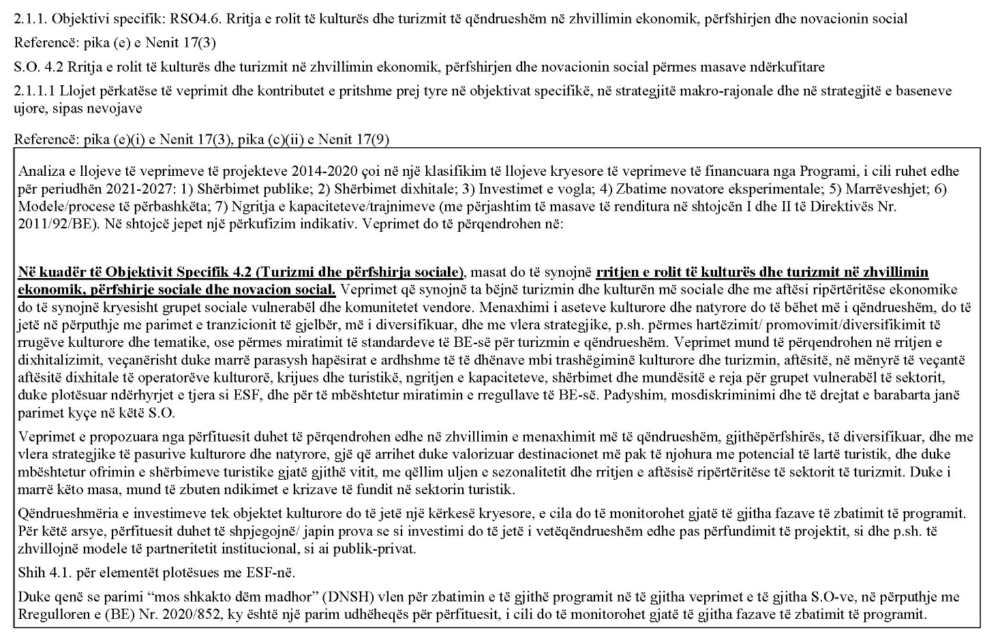 2.1.1. Objektivi specifik: RSO4.6. Rritja e rolit të kulturës dhe turizmit të qëndrueshëm në zhvillimin ekonomik, përfshirjen dhe novacionin social
Referencë: pika (e) e Nenit 17(3)
S.O. 4.2 Rritja e rolit të kulturës dhe turizmit në zhvillimin ekonomik, përfshirjen dhe novacionin social përmes masave ndërkufitare
2.1.1.1 Llojet përkatëse të veprimit dhe kontributet e pritshme prej tyre në objektivat specifikë, në strategjitë makro-rajonale dhe në strategjitë e baseneve
ujore, sipas nevojave
Referencë: pika (e)(i) e Nenit 17(3), pika (c)(ii) e Nenit 17(9)
Analiza e llojeve të veprimeve të projekteve 2014-2020 çoi në një klasifikim të llojeve kryesore të veprimeve të financuara nga Programi, i cili ruhet edhe
për periudhën 2021-2027: 1) Shërbimet publike; 2) Shërbimet dixhitale; 3) Investimet e vogla; 4) Zbatime novatore eksperimentale; 5) Marrëveshjet; 6)
Modele/procese të përbashkëta; 7) Ngritja e kapaciteteve/trajnimeve (me përjashtim të masave të renditura në shtojcën I dhe II të Direktivës Nr.
2011/92/BE). Në shtojcë jepet një përkufizim indikativ. Veprimet do të përqendrohen në:
Në kuadër të Objektivit Specifik 4.2 (Turizmi dhe përfshirja sociale), masat do të synojnë rritjen e rolit të kulturës dhe turizmit në zhvillimin
ekonomik, përfshirje sociale dhe novacion social. Veprimet që synojnë ta bëjnë turizmin dhe kulturën më sociale dhe me aftësi ripërtëritëse ekonomike
do të synojnë kryesisht grupet sociale vulnerabël dhe komunitetet vendore. Menaxhimi i aseteve kulturore dhe natyrore do të bëhet më i qëndrueshëm, do të
jetë në përputhje me parimet e tranzicionit të gjelbër, më i diversifikuar, dhe me vlera strategjike, p.sh. përmes hartëzimit/ promovimit/diversifikimit të
rrugëve kulturore dhe tematike, ose përmes miratimit të standardeve të BE-së për turizmin e qëndrueshëm. Veprimet mund të përqendrohen në rritjen e
dixhitalizimit, veçanërisht duke marrë parasysh hapësirat e ardhshme të të dhënave mbi trashëgiminë kulturore dhe turizmin, aftësitë, në mënyrë të veçantë
aftësitë dixhitale të operatorëve kulturorë, krijues dhe turistikë, ngritjen e kapaciteteve, shërbimet dhe mundësitë e reja për grupet vulnerabël të sektorit,
duke plotësuar ndërhyrjet e tjera si ESF, dhe për të mbështetur miratimin e rregullave të BE-së. Padyshim, mosdiskriminimi dhe të drejtat e barabarta janë
parimet kyçe në këtë S.O.
Veprimet e propozuara nga përfituesit duhet të përqendrohen edhe në zhvillimin e menaxhimit më të qëndrueshëm, gjithëpërfshirës, të diversifikuar, dhe me
vlera strategjike të pasurive kulturore dhe natyrore, gjë që arrihet duke valorizuar destinacionet më pak të njohura me potencial të lartë turistik, dhe duke
mbështetur ofrimin e shërbimeve turistike gjatë gjithë vitit, me qëllim uljen e sezonalitetit dhe rritjen e aftësisë ripërtëritëse të sektorit të turizmit. Duke i
marrë këto masa, mund të zbuten ndikimet e krizave të fundit në sektorin turistik.
Qëndrueshmëria e investimeve tek objektet kulturore do të jetë një kërkesë kryesore, e cila do të monitorohet gjatë të gjitha fazave të zbatimit të programit.
Për këtë arsye, përfituesit duhet të shpjegojnë/ japin prova se si investimi do të jetë i vetëqëndrueshëm edhe pas përfundimit të projektit, si dhe p.sh. të
zhvillojnë modele të partneritetit institucional, si ai publik-privat.
Shih 4.1. për elementët plotësues me ESF-në.
Duke qenë se parimi “mos shkakto dëm madhor” (DNSH) vlen për zbatimin e të gjithë programit në të gjitha veprimet e të gjitha S.O-ve, në përputhje me
Rregulloren e (BE) Nr. 2020/852, ky është një parim udhëheqës për përfituesit, i cili do të monitorohet gjatë të gjitha fazave të zbatimit të programit.